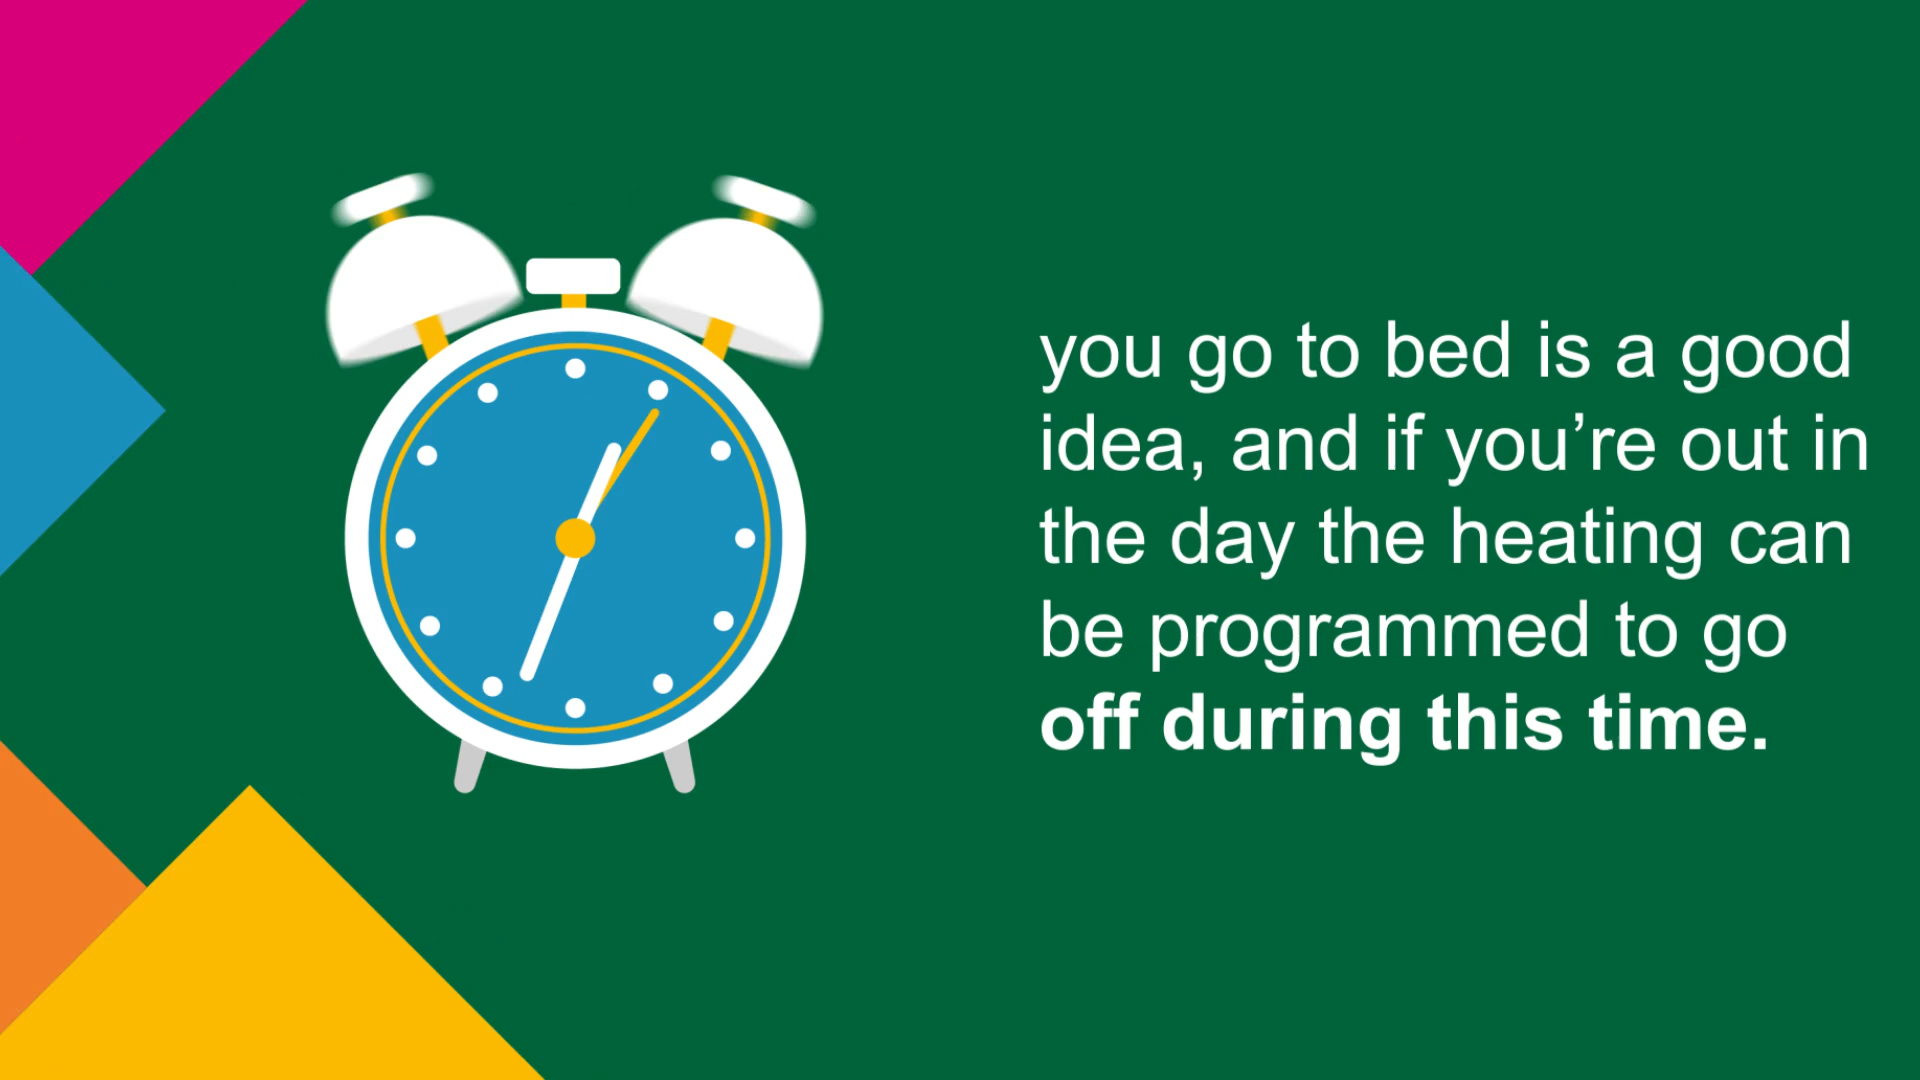 you go to bed is a good
idea, and if you’re out in
the day the heating can
be programmed to go
off during this time.